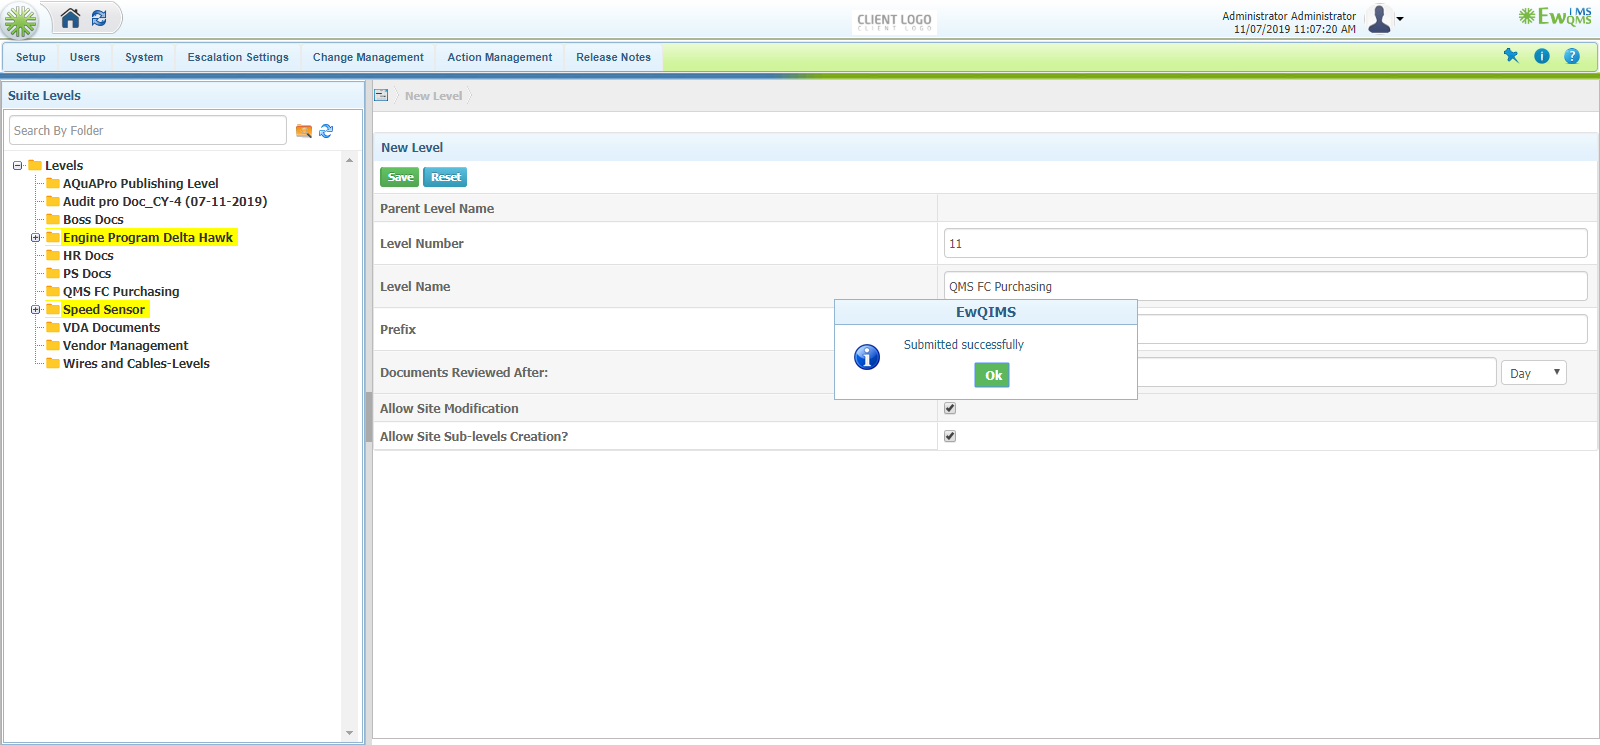 CLIENT LOGO
CLIENT LOGO
Administrator Administrator
11/07/2019 11:07:20 AM
EwQIMS
QMS
Setup Users System Escalation Settings Change Management Action Management Release Notes
Suite Levels
Search By Folder
Levels
AQuAPro Publishing Level
Audit pro Doc_CY-4 (07-11-2019)
Boss Docs
Engine Program Delta Hawk
HR Docs
PS Docs
QMS FC Purchasing
Speed Sensor
VDA Documents
Vendor Management
Wires and Cables-Levels
New Level
New Level
Save Reset
Parent Level Name
Level Number 11
Level Name QMS FC Purchasing
Prefix
Documents Reviewed After: Day
Allow Site Modification
Allow Site Sub-levels Creation?
EwQIMS
Submitted successfully
Ok